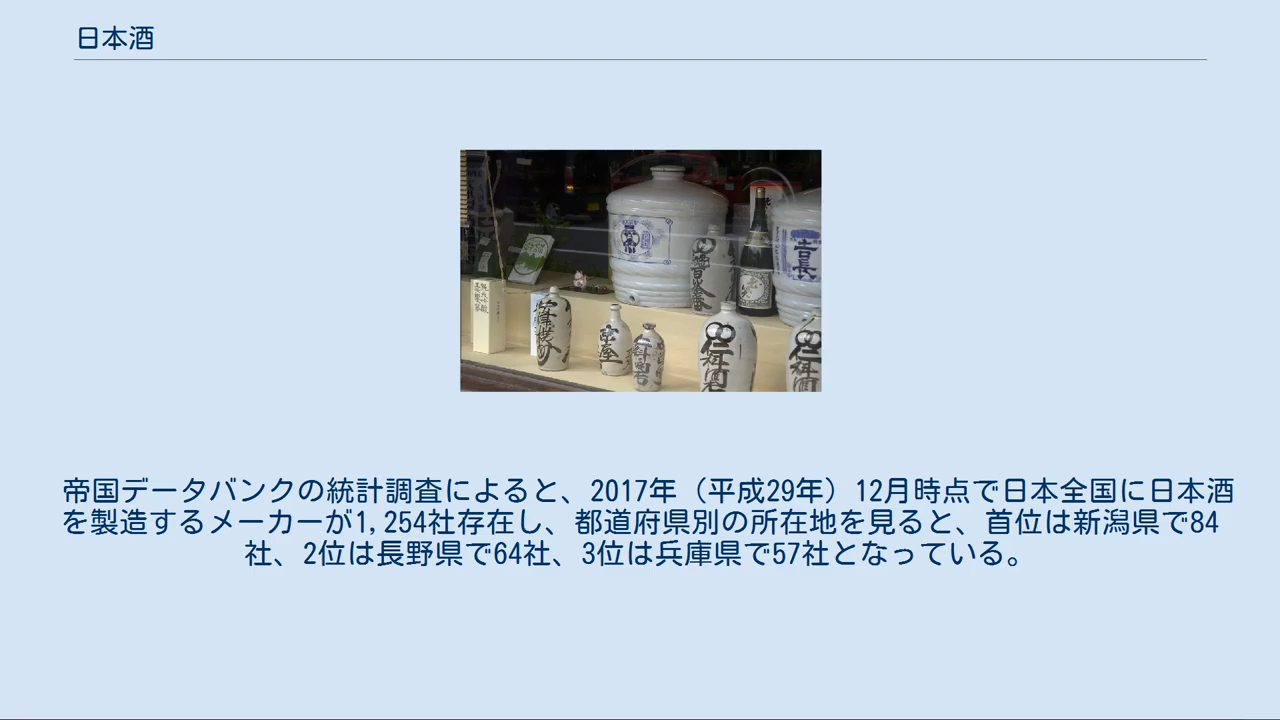 日本酒
吉長
帝国データバンクの統計調査によると、2017年（平成29年）12月時点で日本全国に日本酒
を製造するメーカーが1,254社存在し、都道府県別の所在地を見ると、首位は新潟県で84
社、2位は長野県で64社、3位は兵庫県で57社となっている。